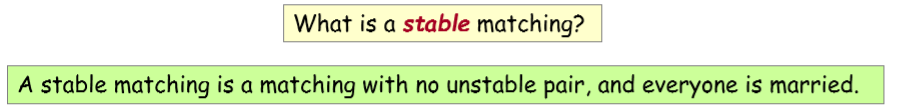 What is a stable matching?
A stable matching is a matching with no unstable pair, and everyone is married.